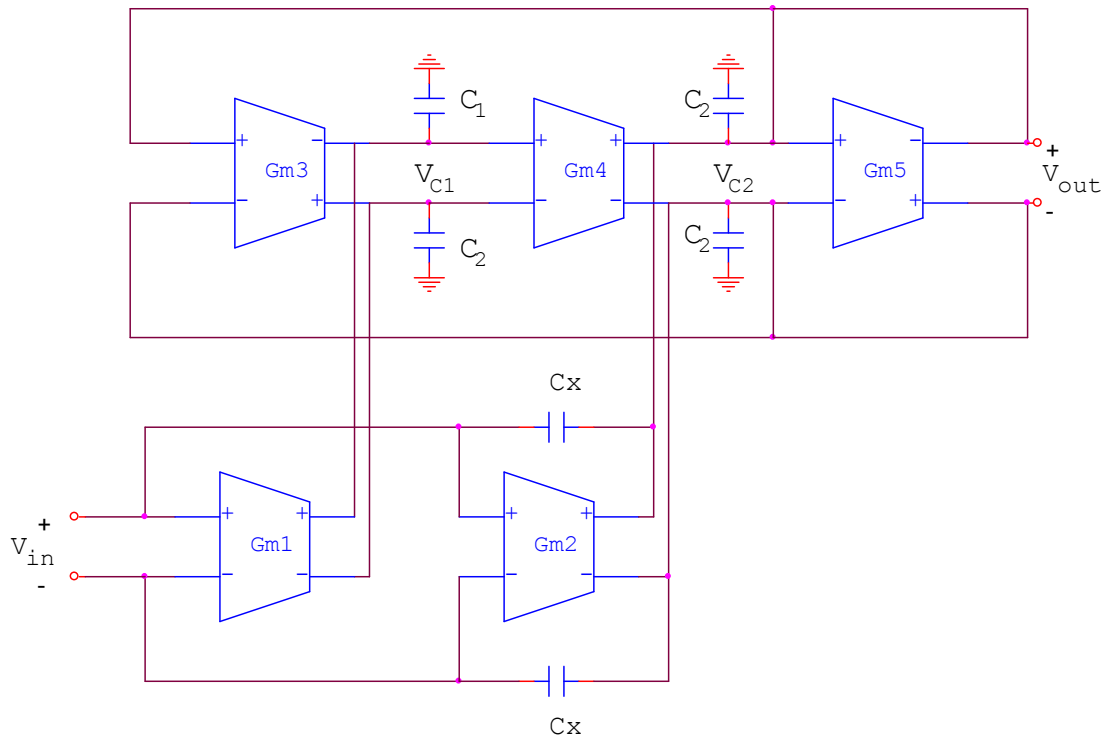 C1
C2
+ − + + + − +
Gm3 VC1 Gm4 VC2 Gm5 Vout
− + − − − + -
C2
C2
Cx
+ + + + +
Vin Gm1 Gm2
- − − − −
Cx